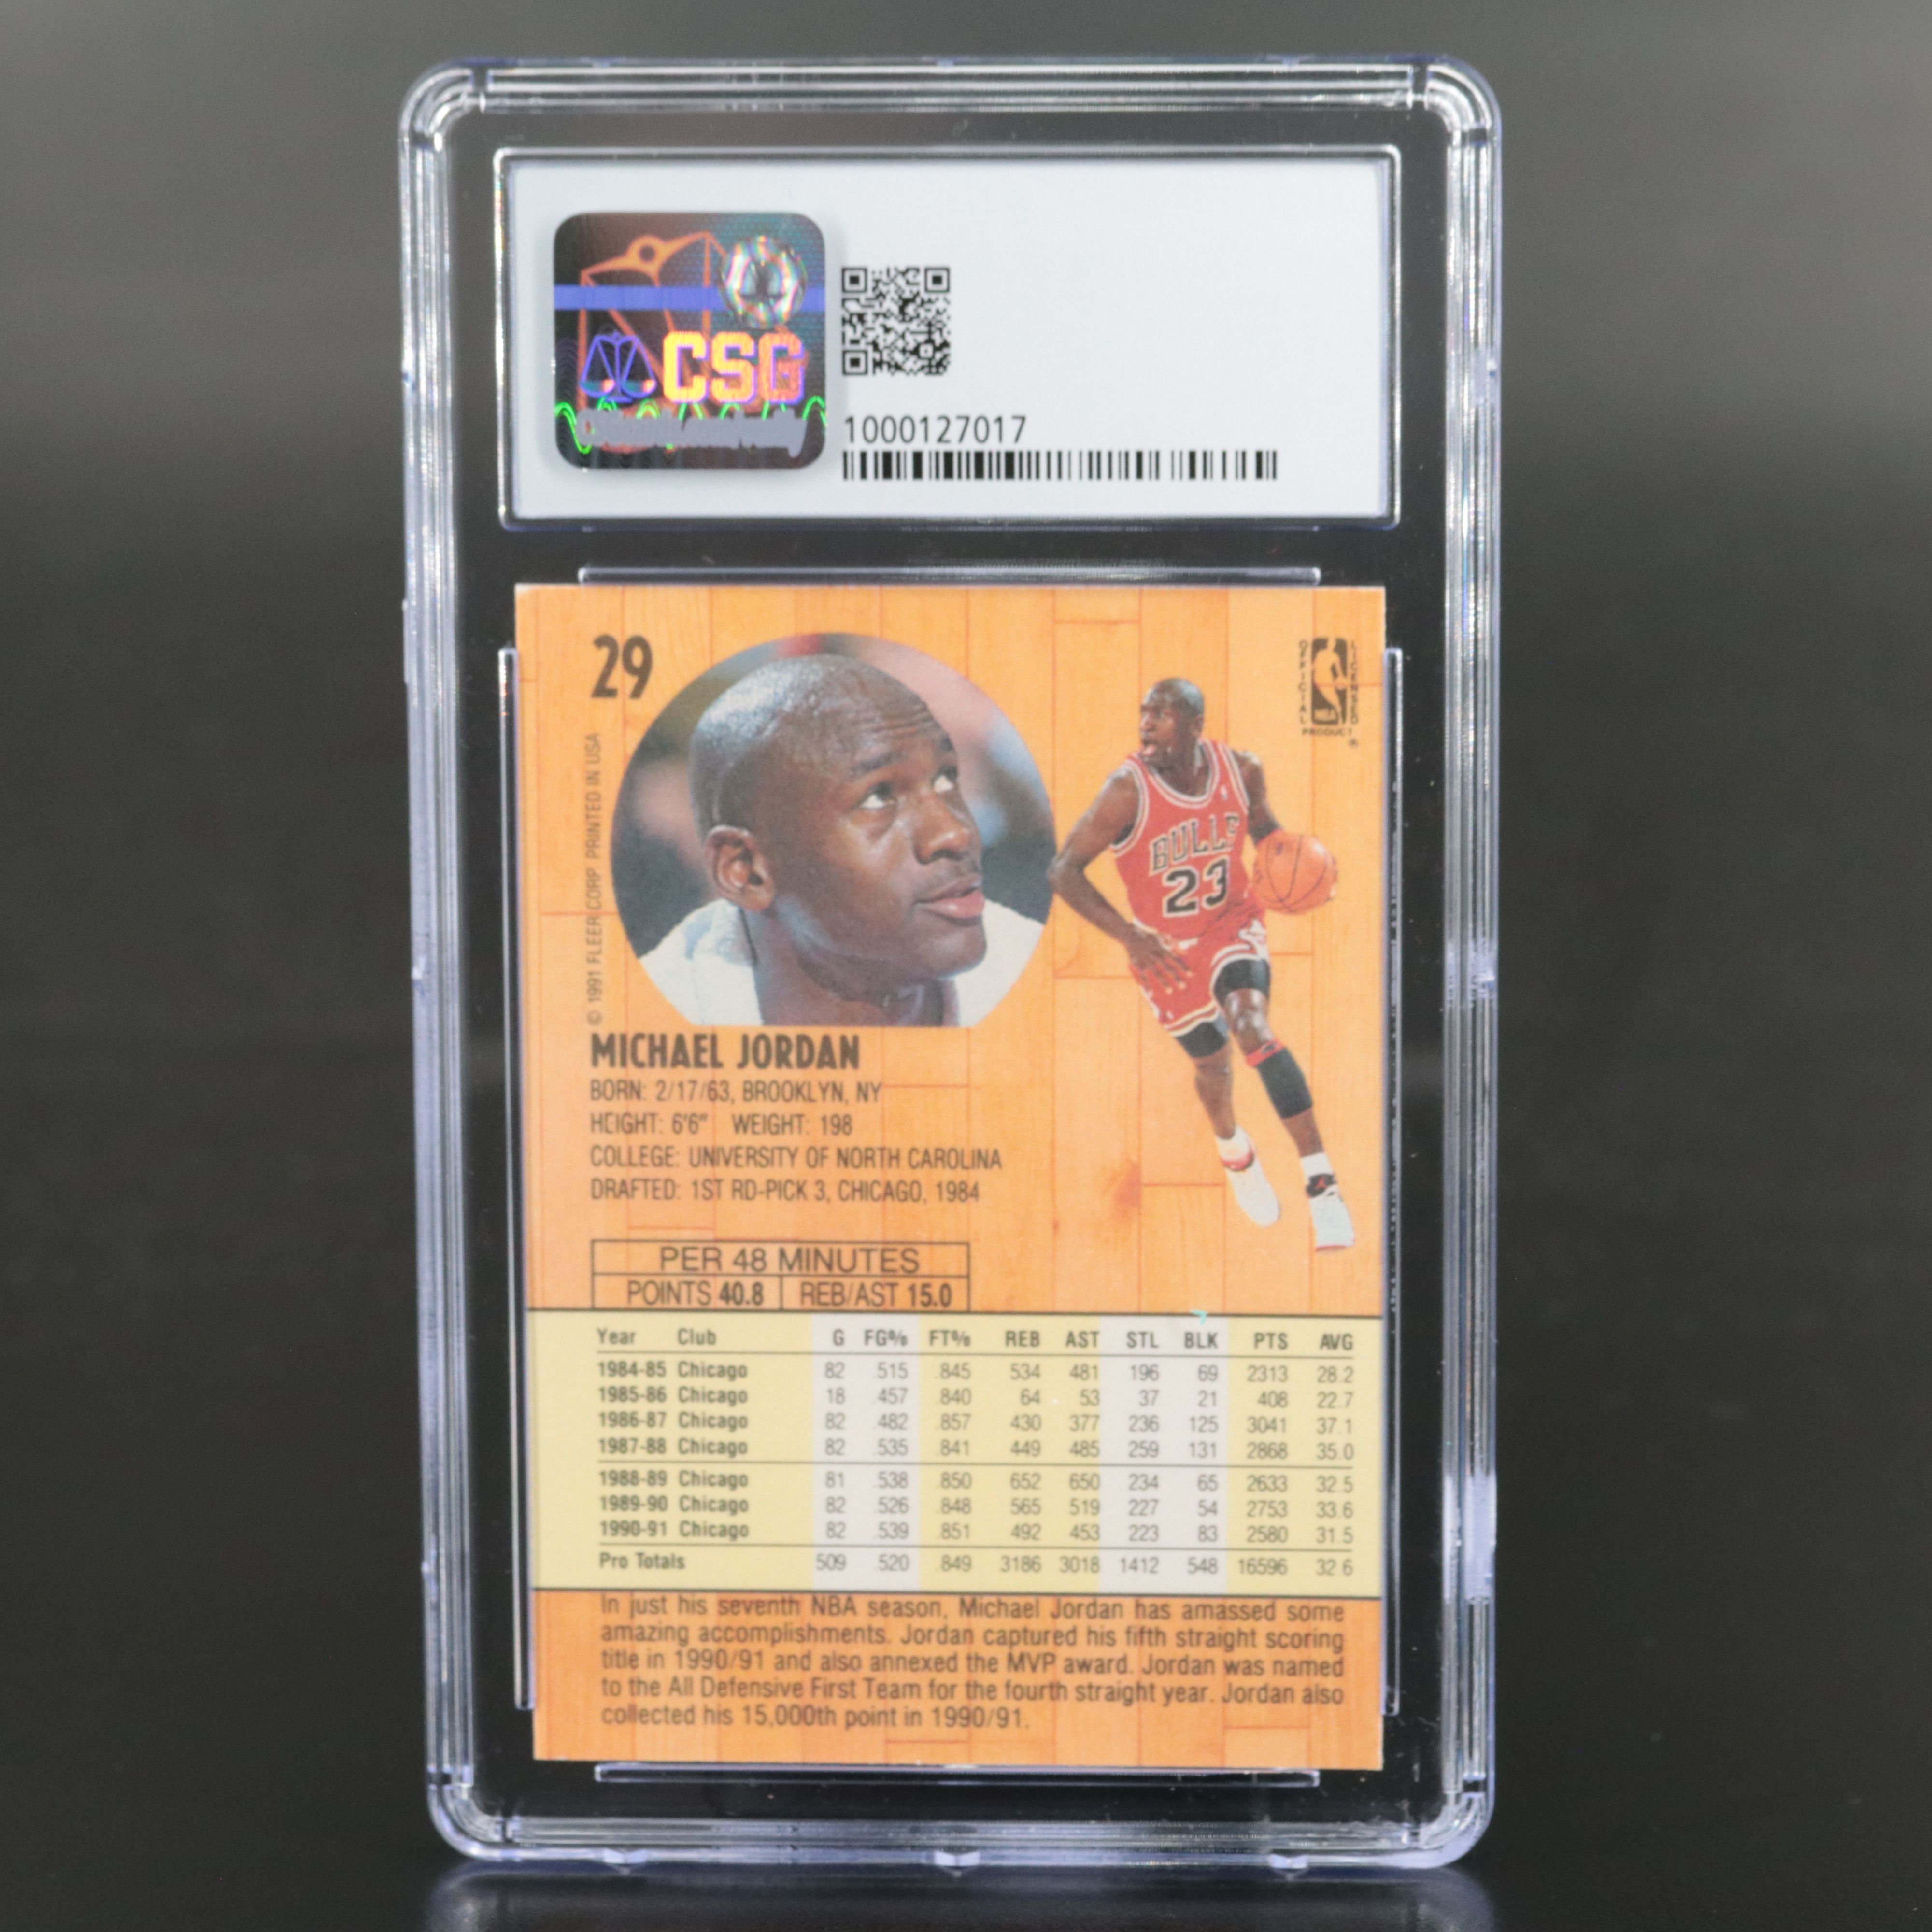 CSG
1000127017
29
OFFICIAL LICENSED PRODUCT ®
© 1991 FLEER CORP. PRINTED IN USA
BULLS
23
MICHAEL JORDAN
BORN: 2/17/63, BROOKLYN, NY
HEIGHT: 6'6" WEIGHT: 198
COLLEGE: UNIVERSITY OF NORTH CAROLINA
DRAFTED: 1ST RD-PICK 3, CHICAGO, 1984
PER 48 MINUTES
POINTS 40.8 REB/AST 15.0
Year Club G FG% FT% REB AST STL BLK PTS AVG
1984-85 Chicago 82 .515 .845 534 481 196 69 2313 28.2
1985-86 Chicago 18 .457 .840 64 53 37 21 408 22.7
1986-87 Chicago 82 .482 .857 430 377 236 125 3041 37.1
1987-88 Chicago 82 .535 .841 449 485 259 131 2868 35.0
1988-89 Chicago 81 .538 .850 652 650 234 65 2633 32.5
1989-90 Chicago 82 .526 .848 565 519 227 54 2753 33.6
1990-91 Chicago 82 .539 .851 492 453 223 83 2580 31.5
Pro Totals 509 .520 .849 3186 3018 1412 548 16596 32.6
In just his seventh NBA season, Michael Jordan has amassed some
amazing accomplishments. Jordan captured his fifth straight scoring
title in 1990/91 and also annexed the MVP award. Jordan was named
to the All Defensive First Team for the fourth straight year. Jordan also
collected his 15,000th point in 1990/91.